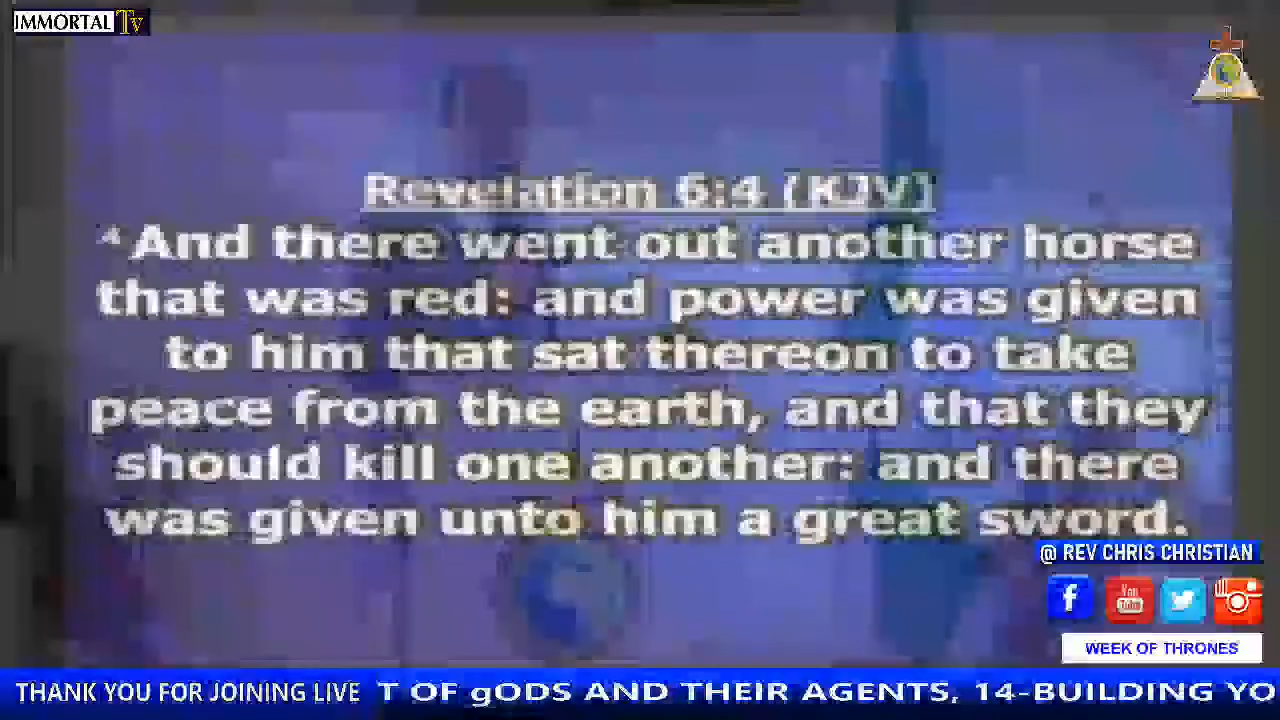 IMMORTAL Tv
Revelation 6:4 (KJV)
4 And there went out another horse
that was red: and power was given
to him that sat thereon to take
peace from the earth, and that they
should kill one another: and there
was given unto him a great sword.
@ REV CHRIS CHRISTIAN
f You Tube
WEEK OF THRONES
THANK YOU FOR JOINING LIVE T OF gODS AND THEIR AGENTS, 14-BUILDING YO